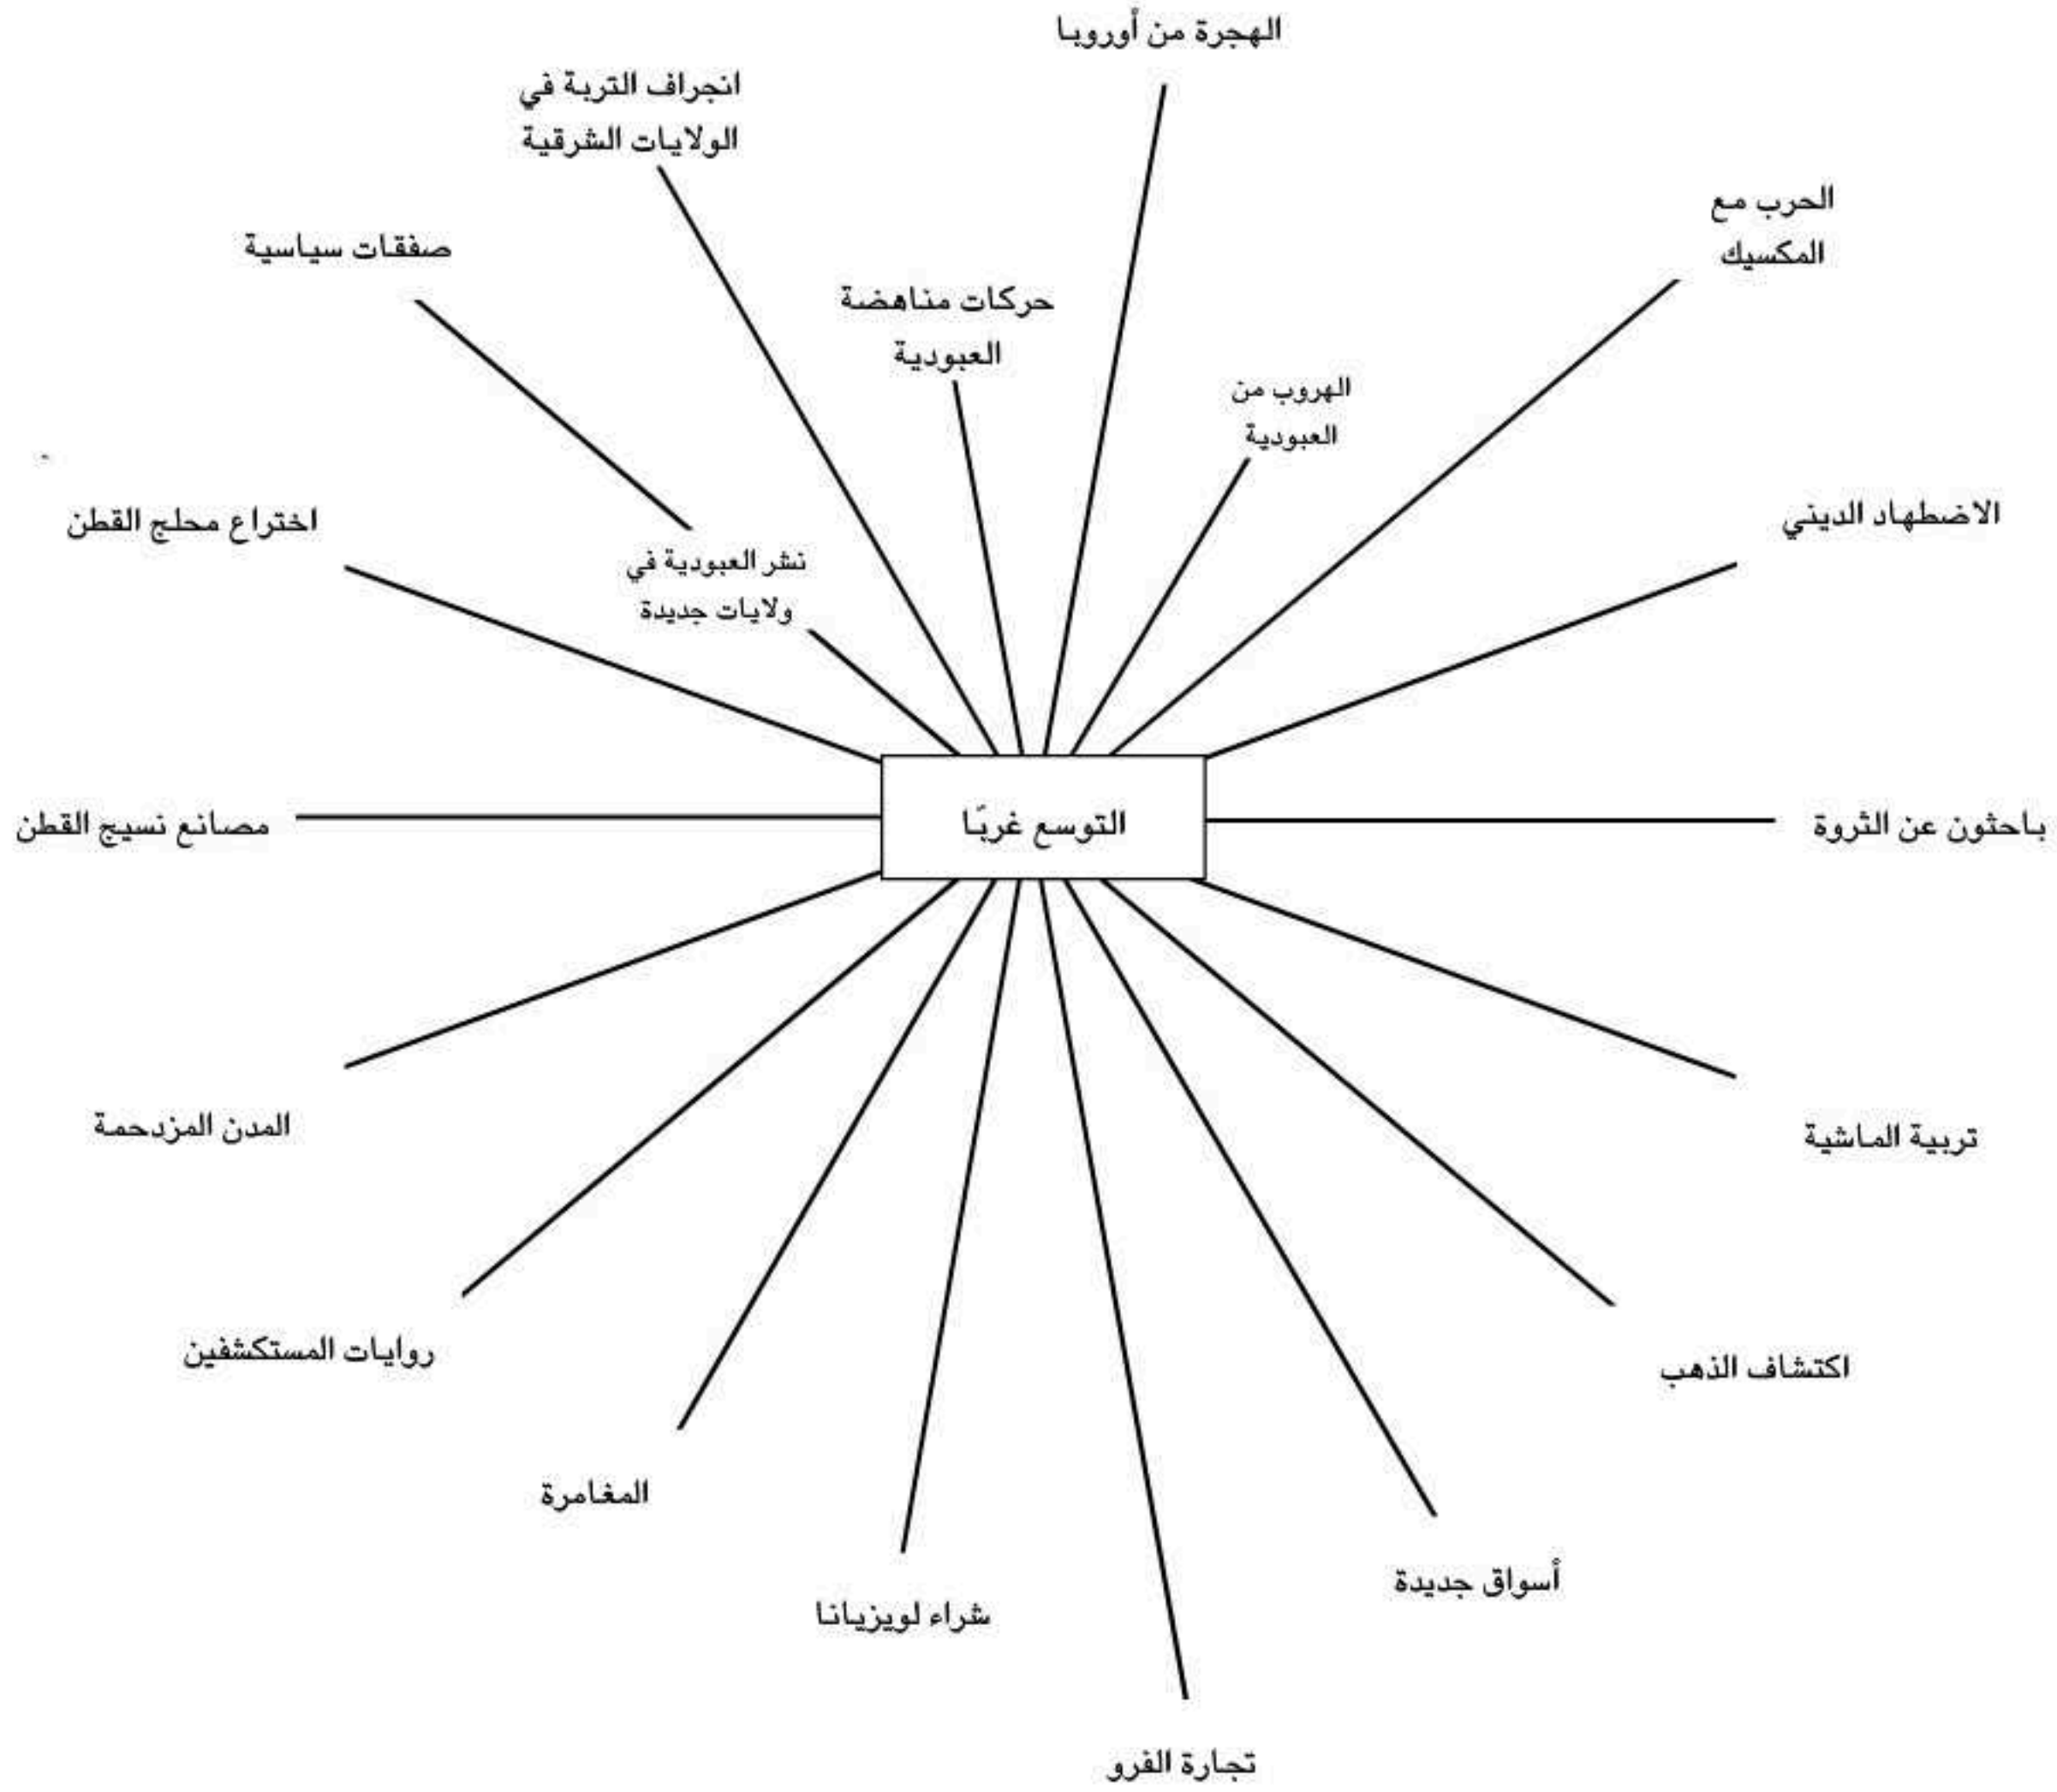 الهجرة من أوروبا
انجراف التربة في
الولايات الشرقية
الحرب مع
المكسيك
صفقات سياسية
حركات مناهضة
العبودية
الهروب من
العبودية
الاضطهاد الديني
اختراع محلج القطن
نشر العبودية في
ولايات جديدة
باحثون عن الثروة
التوسع غربًا
مصانع نسيج القطن
المدن المزدحمة
تربية الماشية
روايات المستكشفين
اكتشاف الذهب
المغامرة
أسواق جديدة
شراء لويزيانا
تجارة الفرو